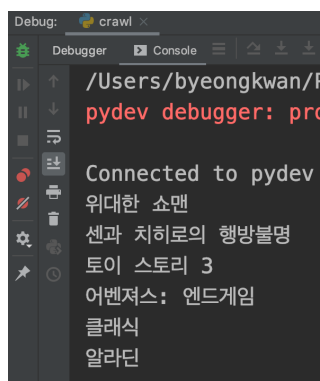 Debug: crawl
Debugger Console
/Users/byeongkwan/
pydev debugger:
Connected to pydev
위대한 쇼맨
센과 치히로의 행방불명
토이 스토리 3
어벤져스: 엔드게임
클래식
알라딘